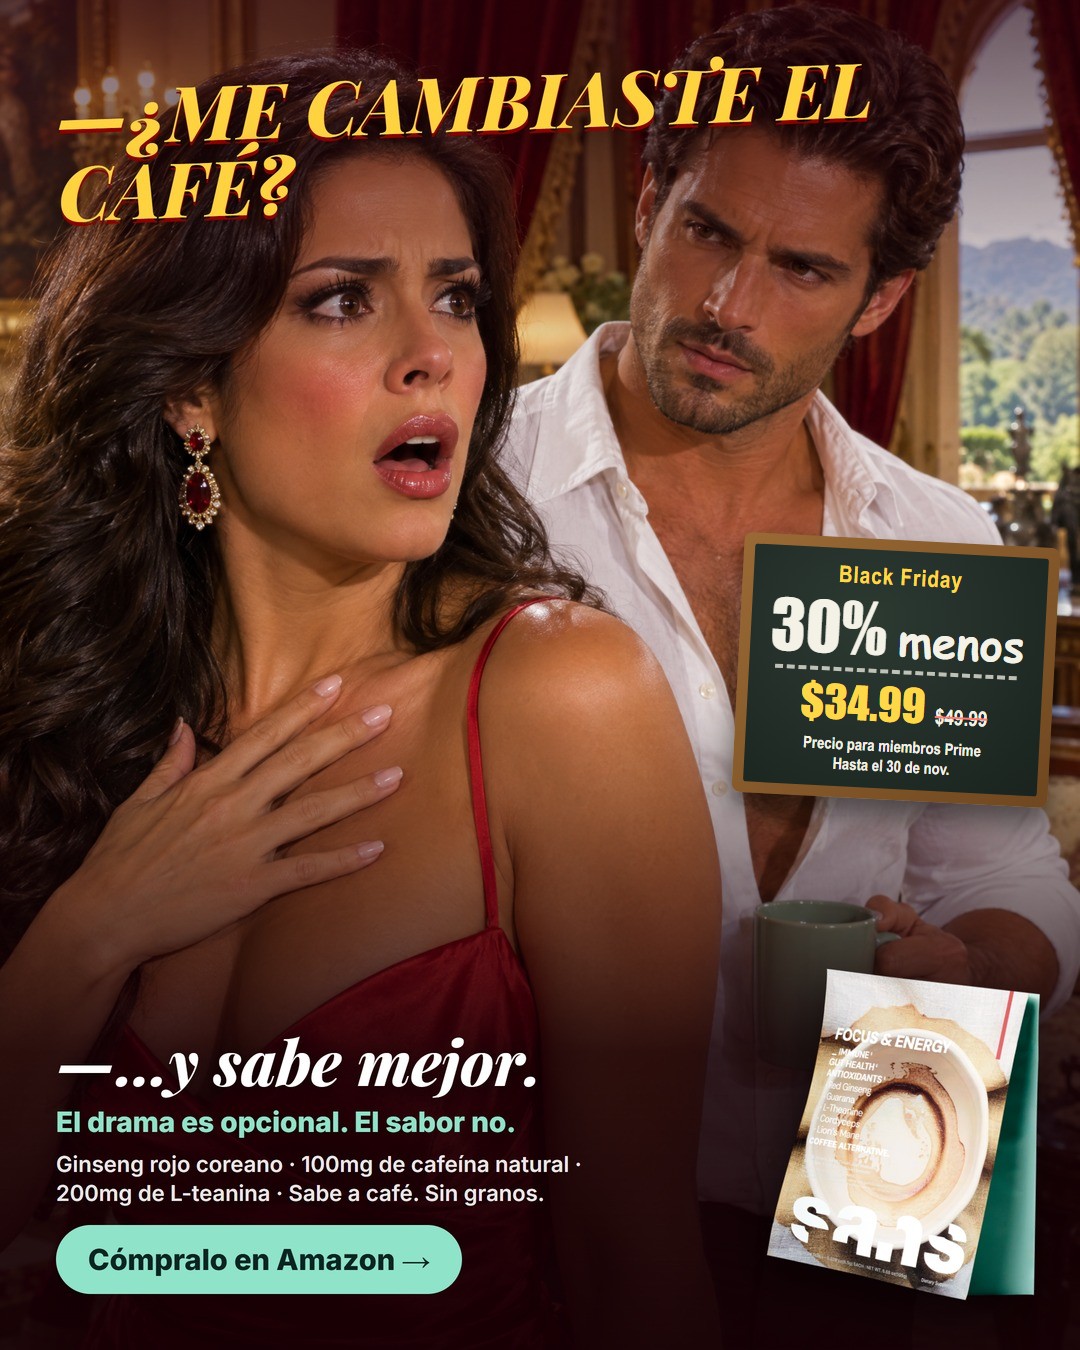 —¿ME CAMBIASTE EL
CAFÉ?
Black Friday
30% menos
$34.99 $49.99
Precio para miembros Prime
Hasta el 30 de nov.
FOCUS & ENERGY
IMMUNE
GUT HEALTH
ANTIOXIDANTS
Red Ginseng
Guarana
L-Theanine
Cordyceps
Lion's Mane
COFFEE ALTERNATIVE
sans
—...y sabe mejor.
El drama es opcional. El sabor no.
Ginseng rojo coreano · 100mg de cafeína natural ·
200mg de L-teanina · Sabe a café. Sin granos.
Cómpralo en Amazon →